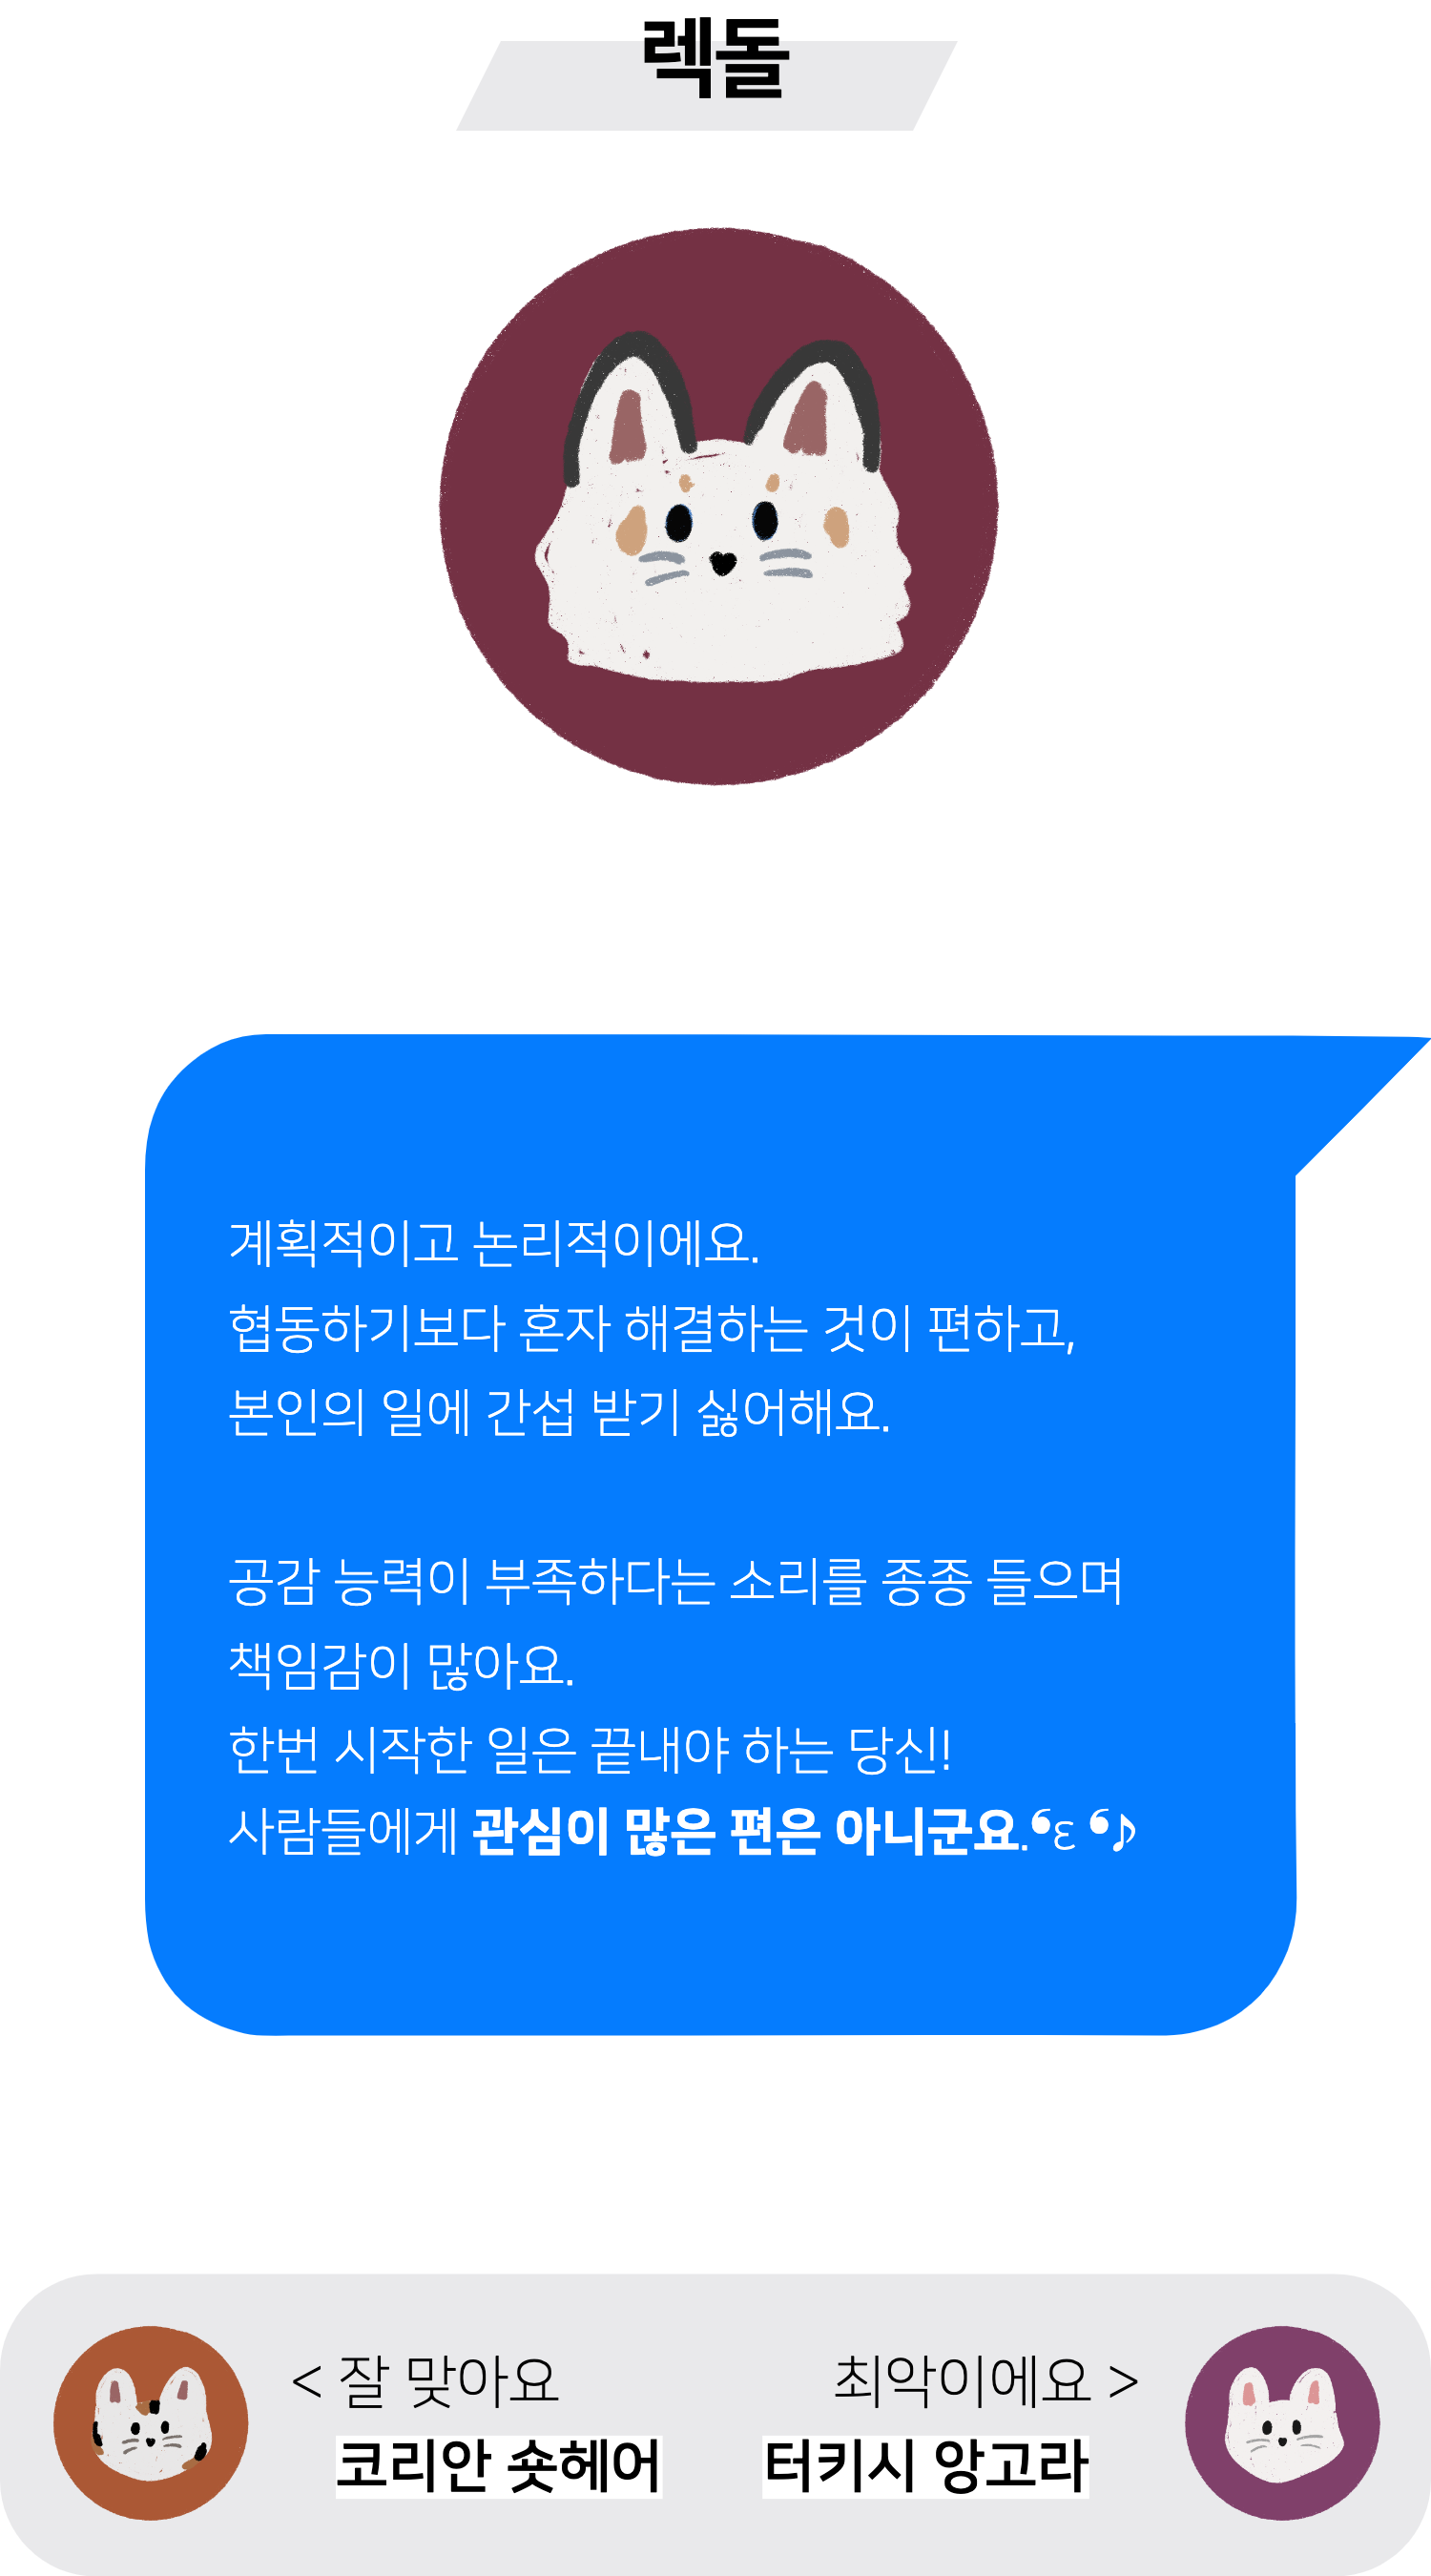 렉돌
계획적이고 논리적이에요.
협동하기보다 혼자 해결하는 것이 편하고,
본인의 일에 간섭 받기 싫어해요.
공감 능력이 부족하다는 소리를 종종 들으며
책임감이 많아요.
한번 시작한 일은 끝내야 하는 당신!
사람들에게 관심이 많은 편은 아니군요.❛ε ❛♪
< 잘 맞아요
코리안 숏헤어
최악이에요 >
터키시 앙고라